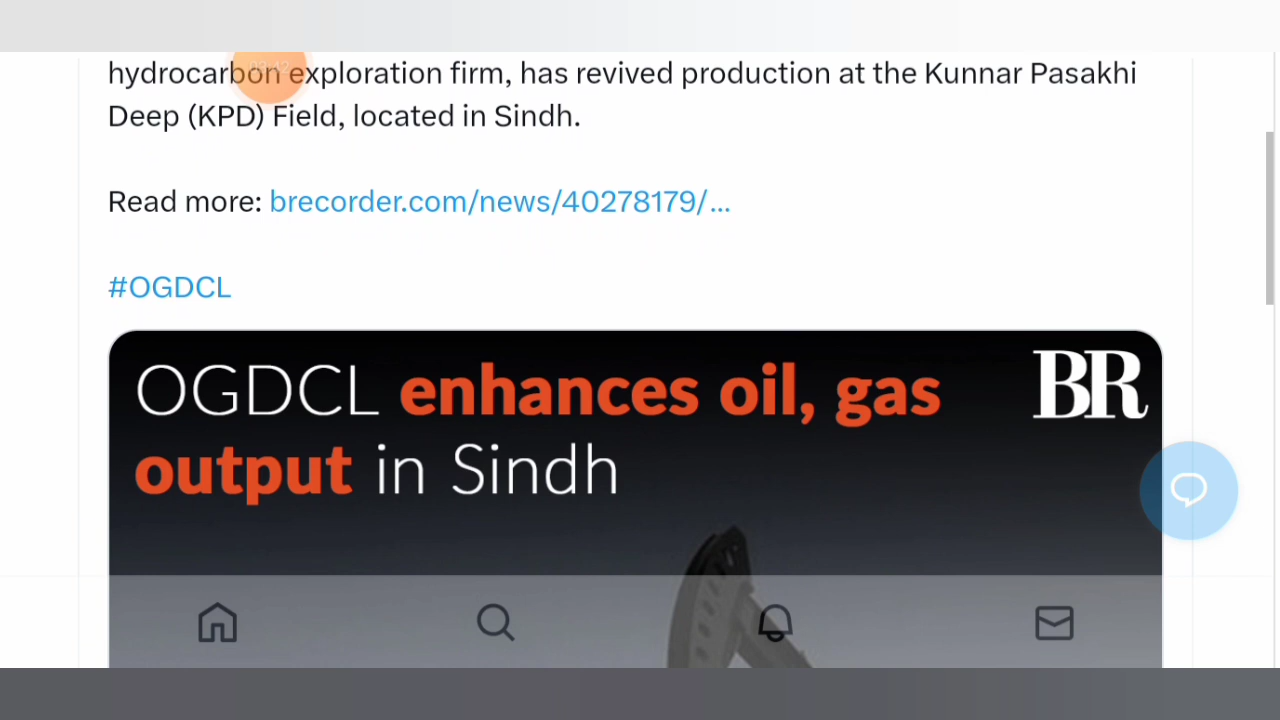 hydrocarbon exploration firm, has revived production at the Kunnar Pasakhi
Deep (KPD) Field, located in Sindh.
Read more: brecorder.com/news/40278179/...
#OGDCL
OGDCL enhances oil, gas
output in Sindh
BR